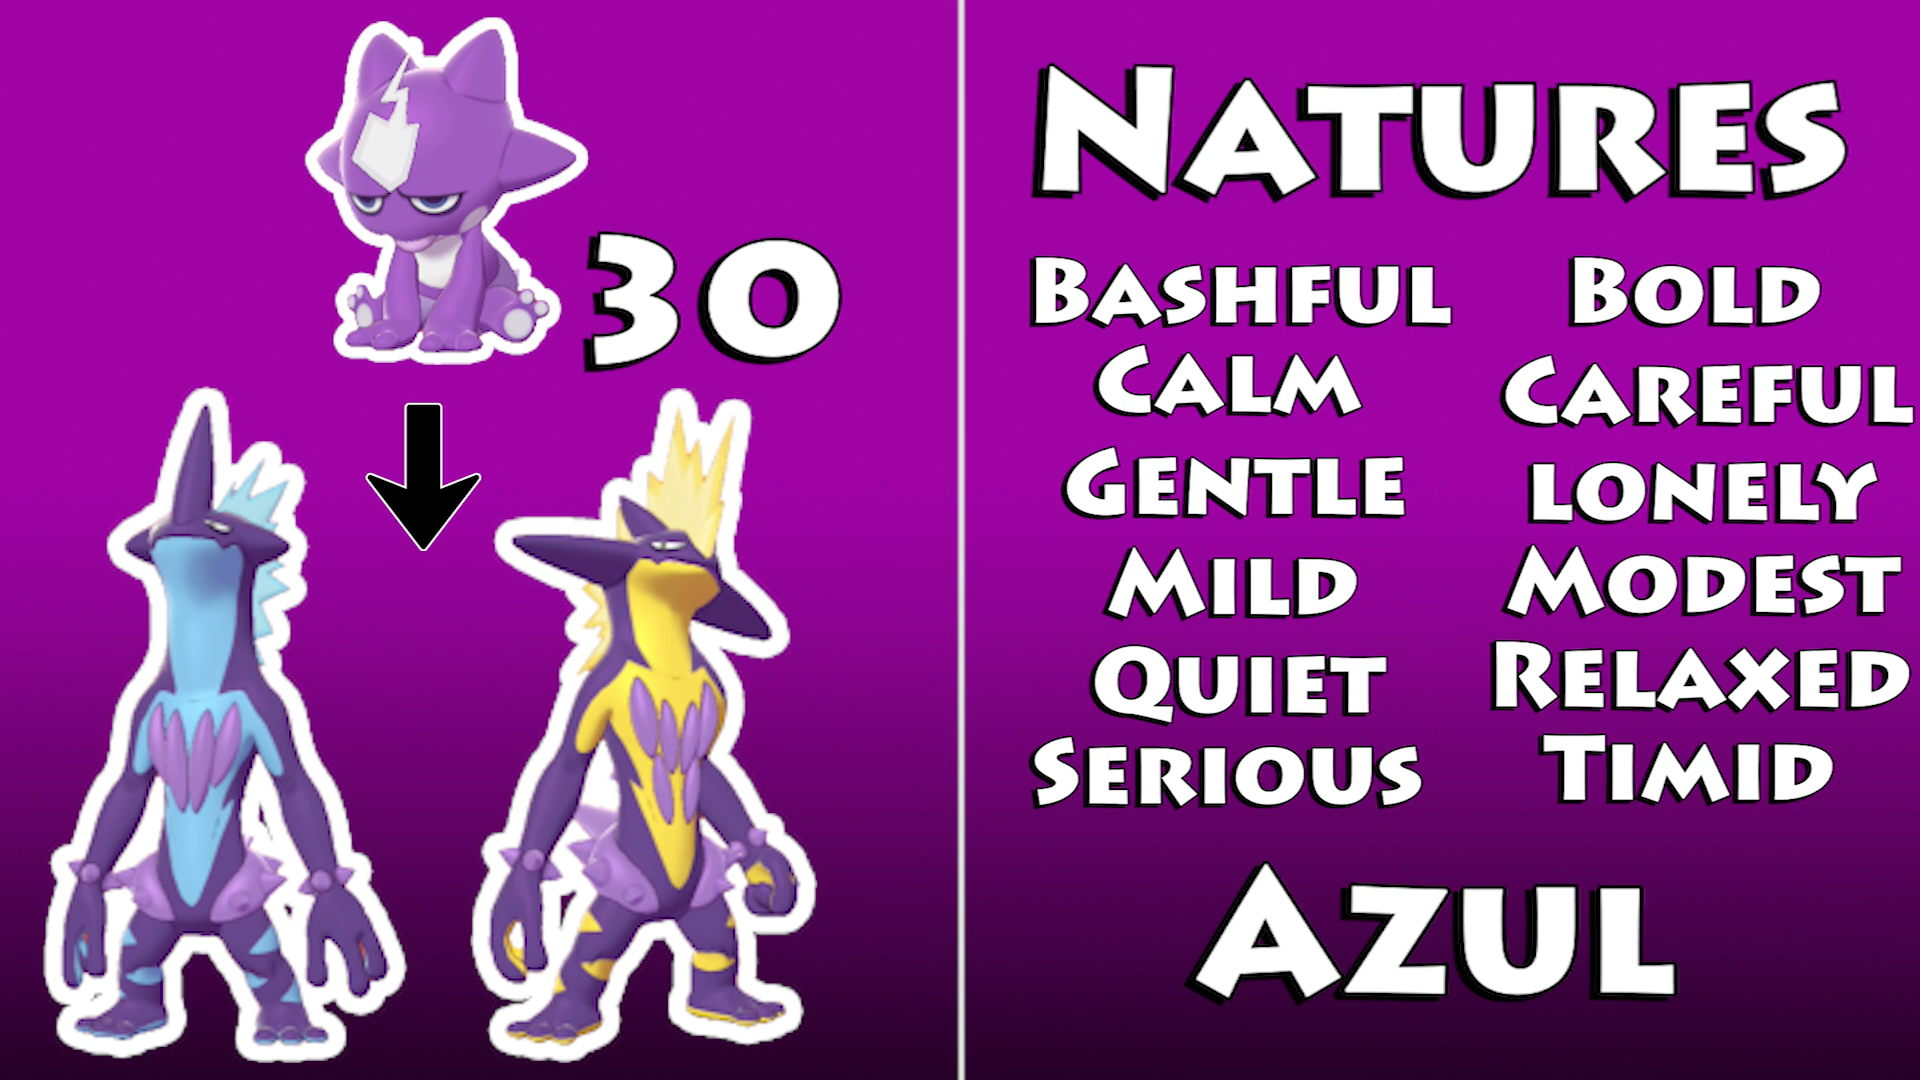 30
NATURES
BASHFUL BOLD
CALM CAREFUL
GENTLE LONELY
MILD MODEST
QUIET RELAXED
SERIOUS TIMID
AZUL